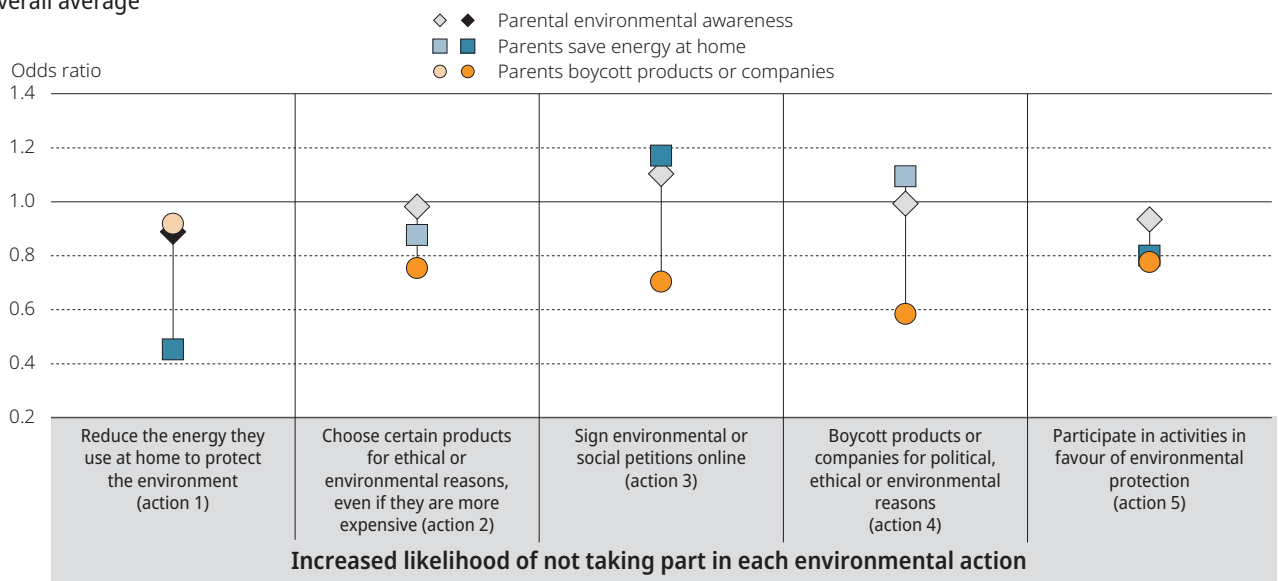 overall average
Parental environmental awareness
Parents save energy at home
Parents boycott products or companies
Odds ratio
1.4
1.2
1.0
0.8
0.6
0.4
0.2
Reduce the energy they
use at home to protect
the environment
(action 1)
Choose certain products
for ethical or
environmental reasons,
even if they are more
expensive (action 2)
Sign environmental or
social petitions online
(action 3)
Boycott products or
companies for political,
ethical or environmental
reasons
(action 4)
Participate in activities in
favour of environmental
protection
(action 5)
Increased likelihood of not taking part in each environmental action